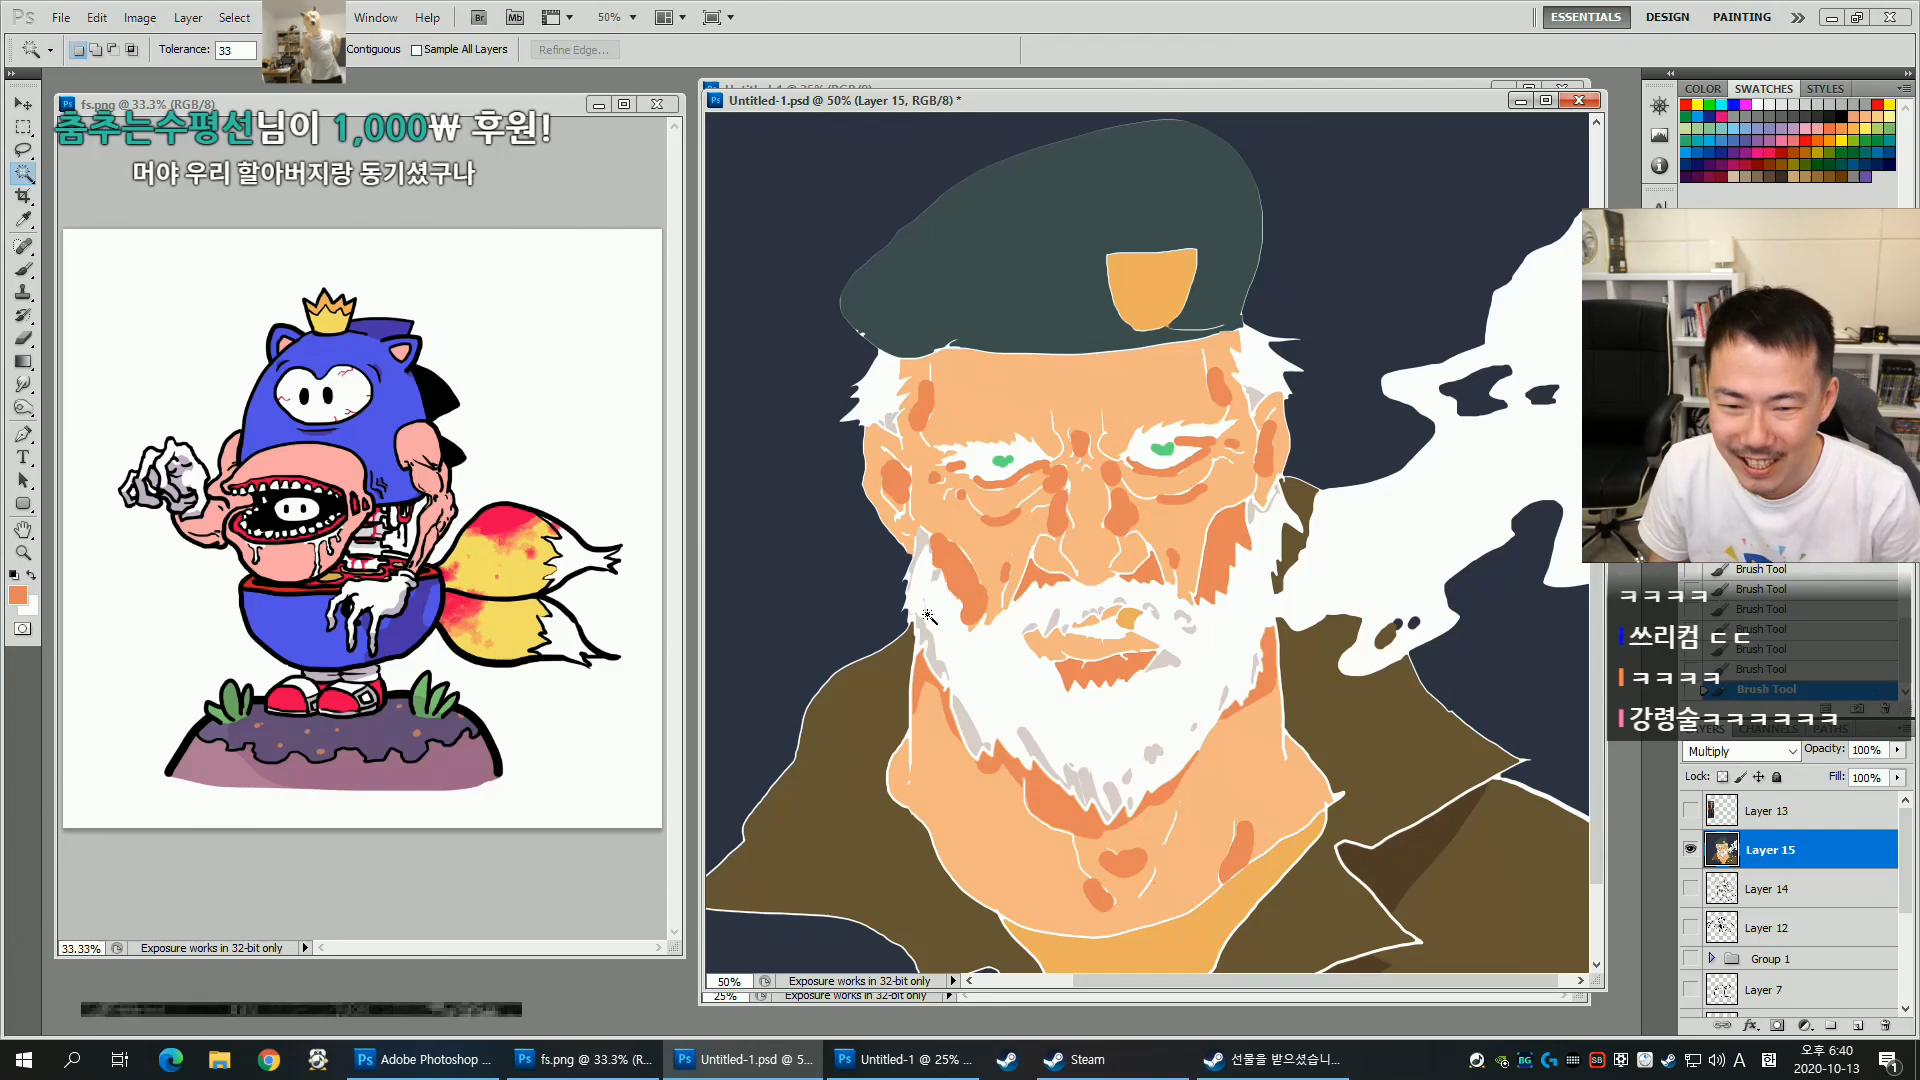 Ps File Edit Image Layer Select Window Help Br Mb 50% ESSENTIALS DESIGN PAINTING
Tolerance: 33 Contiguous Sample All Layers Refine Edge...
fs.png @ 33.3% (RGB/8)
춤추는수평선님이 1,000₩ 후원!
머야 우리 할아버지랑 동기셨구나
Untitled-1.psd @ 50% (Layer 15, RGB/8) *
COLOR SWATCHES STYLES
Brush Tool
Brush Tool
Brush Tool
Brush Tool
Brush Tool
Brush Tool
Brush Tool
ㅋㅋㅋㅋ
쓰리컴 ㄷㄷ
ㅋㅋㅋㅋ
강령술ㅋㅋㅋㅋㅋㅋ
LAYERS CHANNELS PATHS
Multiply Opacity: 100%
Lock: Fill: 100%
Layer 13
Layer 15
Layer 14
Layer 12
Group 1
Layer 7
33.33% Exposure works in 32-bit only
50% Exposure works in 32-bit only
25% Exposure works in 32-bit only
Adobe Photoshop ... fs.png @ 33.3% (R... Untitled-1.psd @ 5... Untitled-1 @ 25% ... Steam 선물을 받으셨습니... A
오후 6:40
2020-10-13